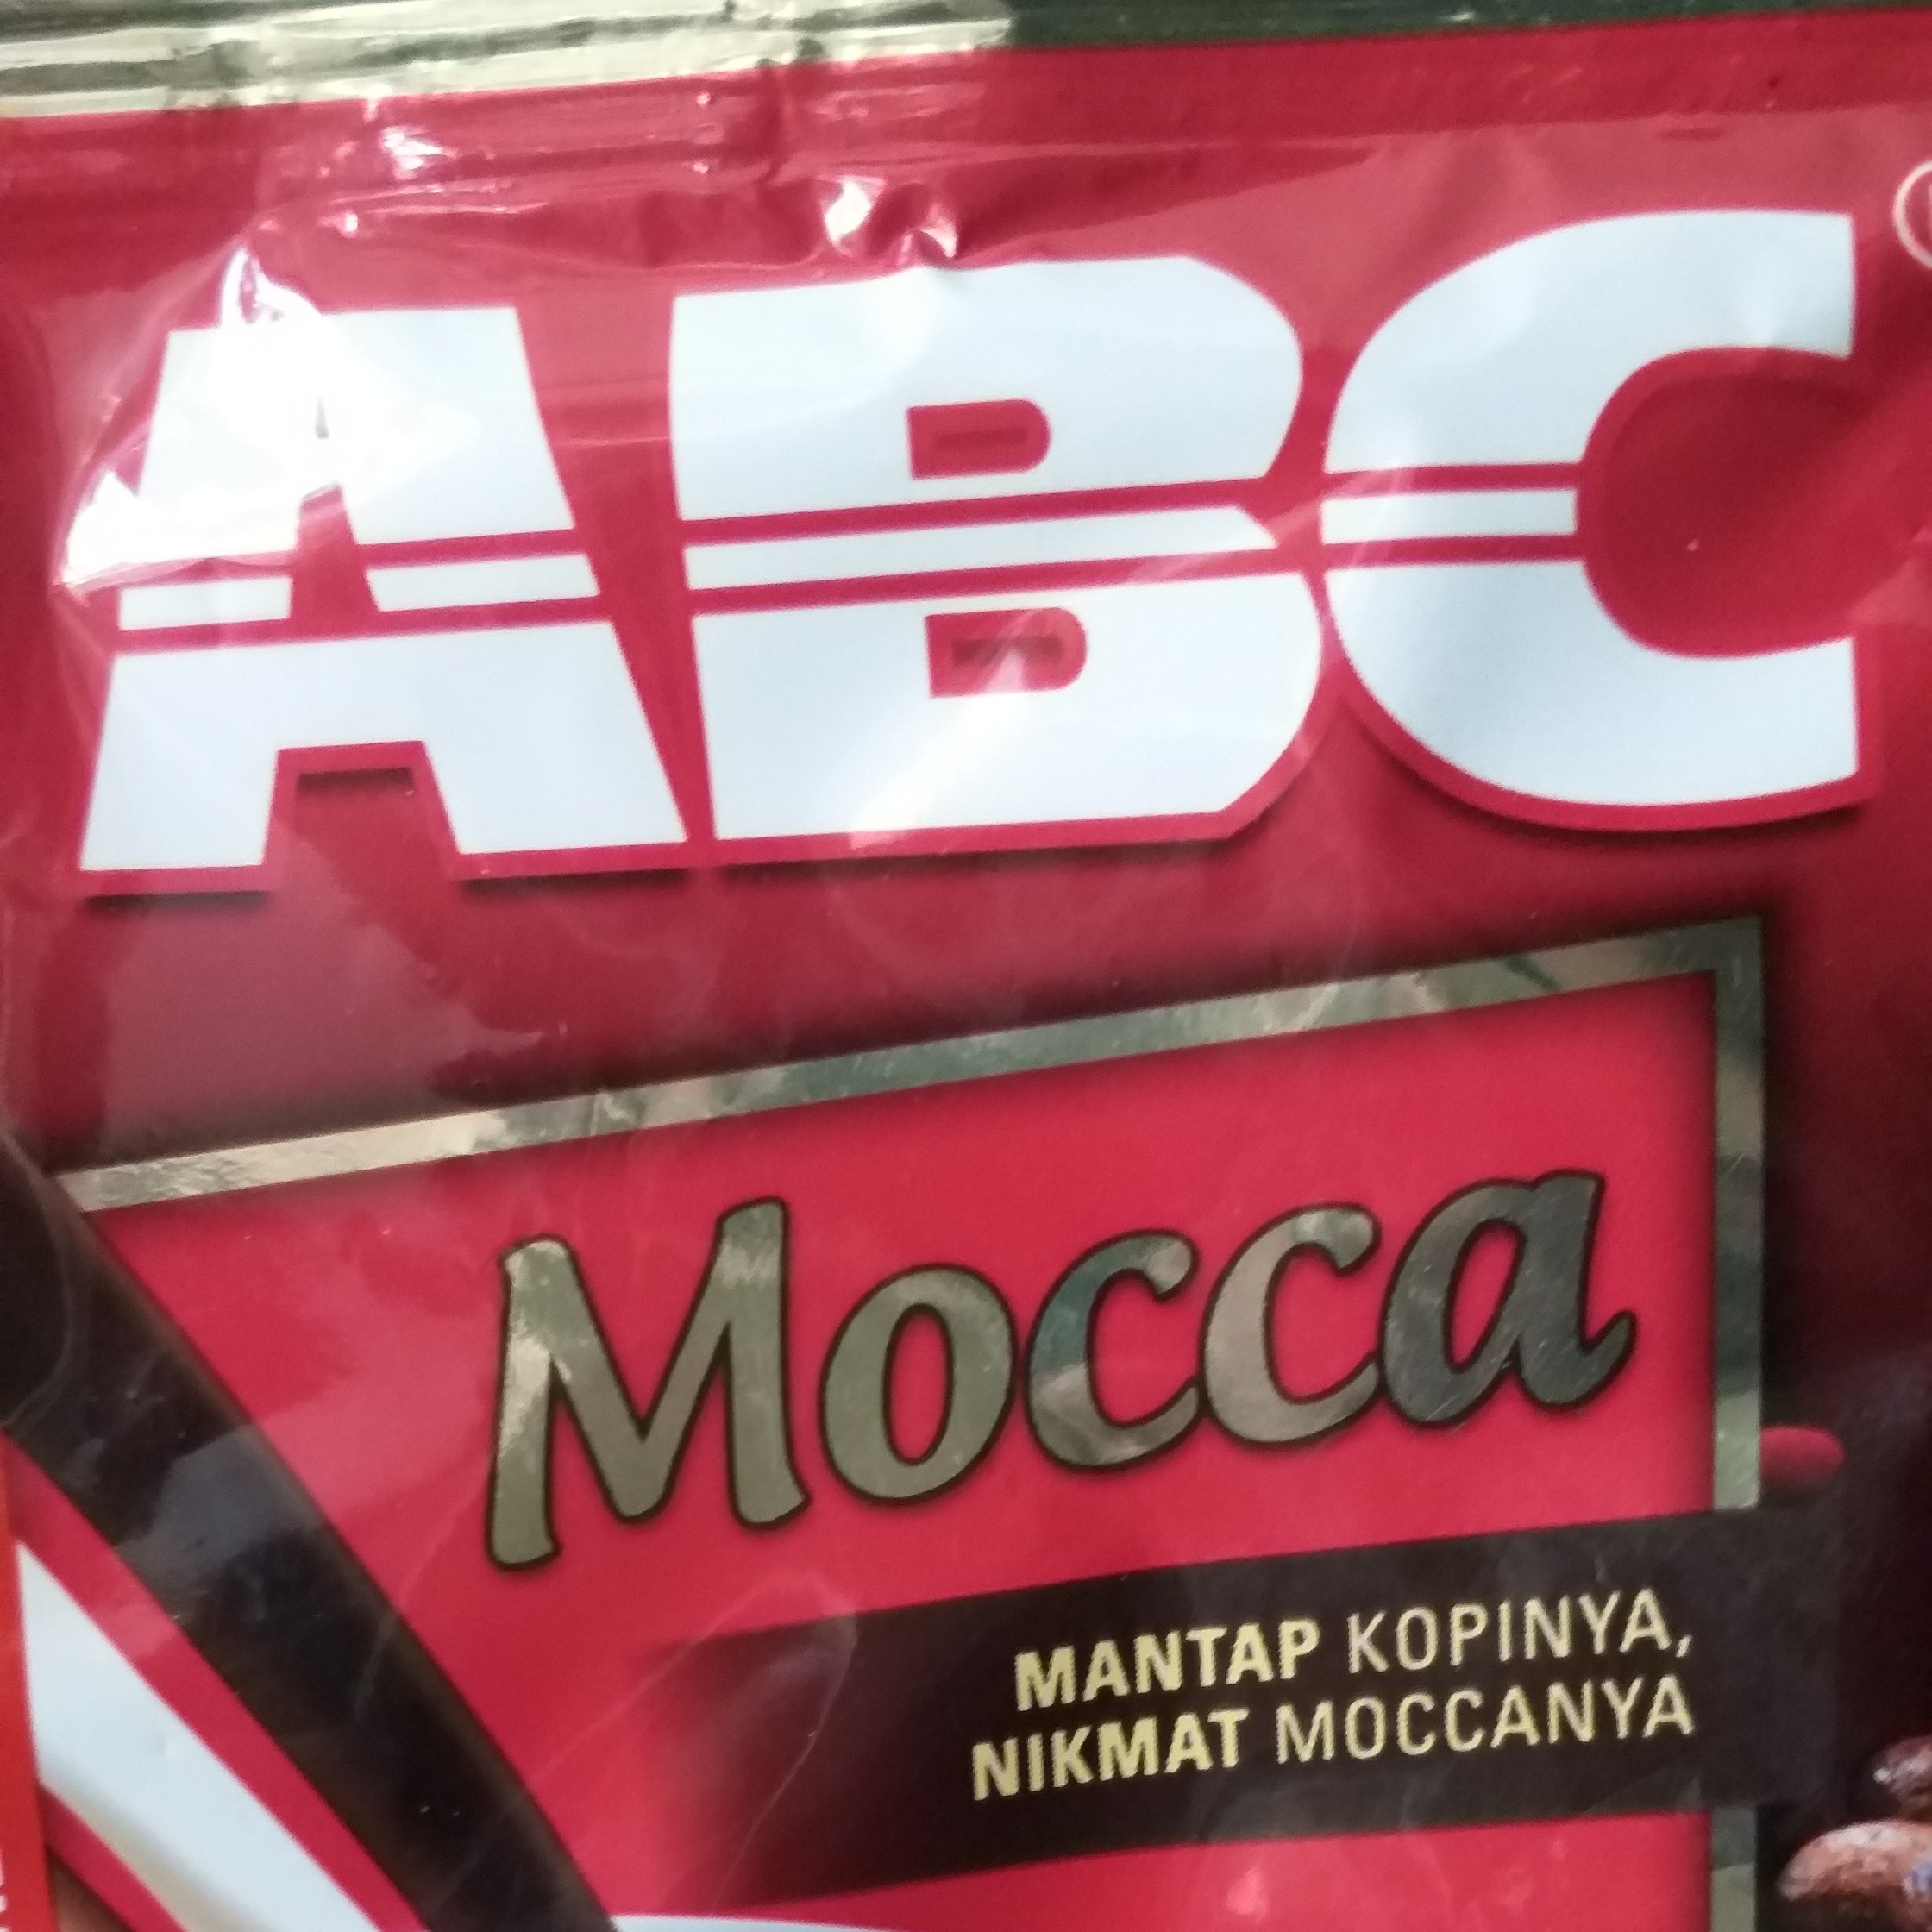 ABC
Mocca
MANTAP KOPINYA,
NIKMAT MOCCANYA